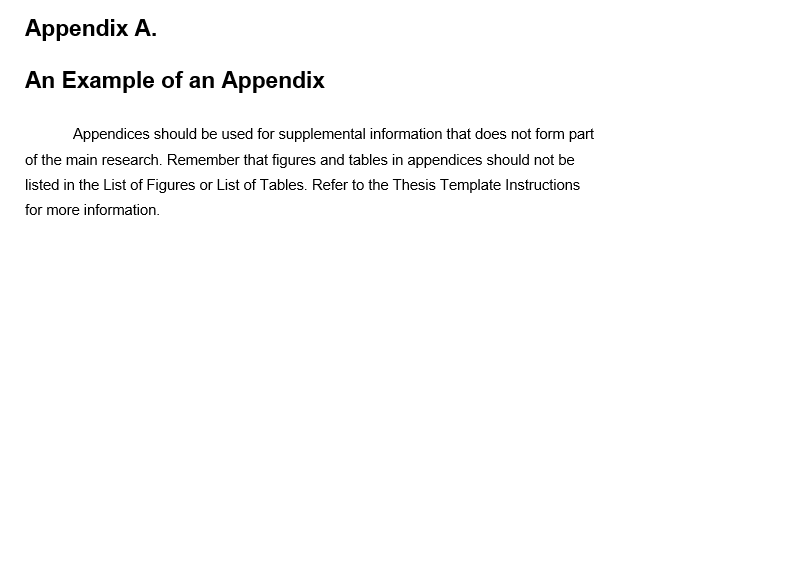 Appendix A.
An Example of an Appendix
Appendices should be used for supplemental information that does not form part
of the main research. Remember that figures and tables in appendices should not be
listed in the List of Figures or List of Tables. Refer to the Thesis Template Instructions
for more information.